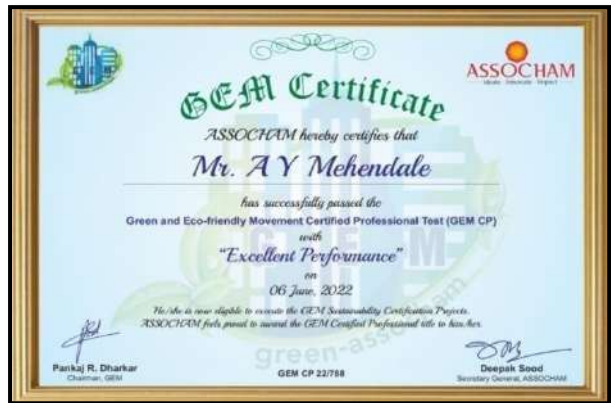 ASSOCHAM
GEM Certificate
ASSOCHAM hereby certifies that
Mr. A Y Mehendale
has successfully passed the
Green and Eco-friendly Movement Certified Professional Test (GEM CP)
with
"Excellent Performance"
on
06 June, 2022
He/she is now eligible to execute the GEM Sustainability Certification Projects.
ASSOCHAM feels proud to award the GEM Certified Professional title to him/her.
green-assocham
Pankaj R. Dharkar
Chairman, GEM
GEM CP 22/788
Deepak Sood
Secretary General, ASSOCHAM